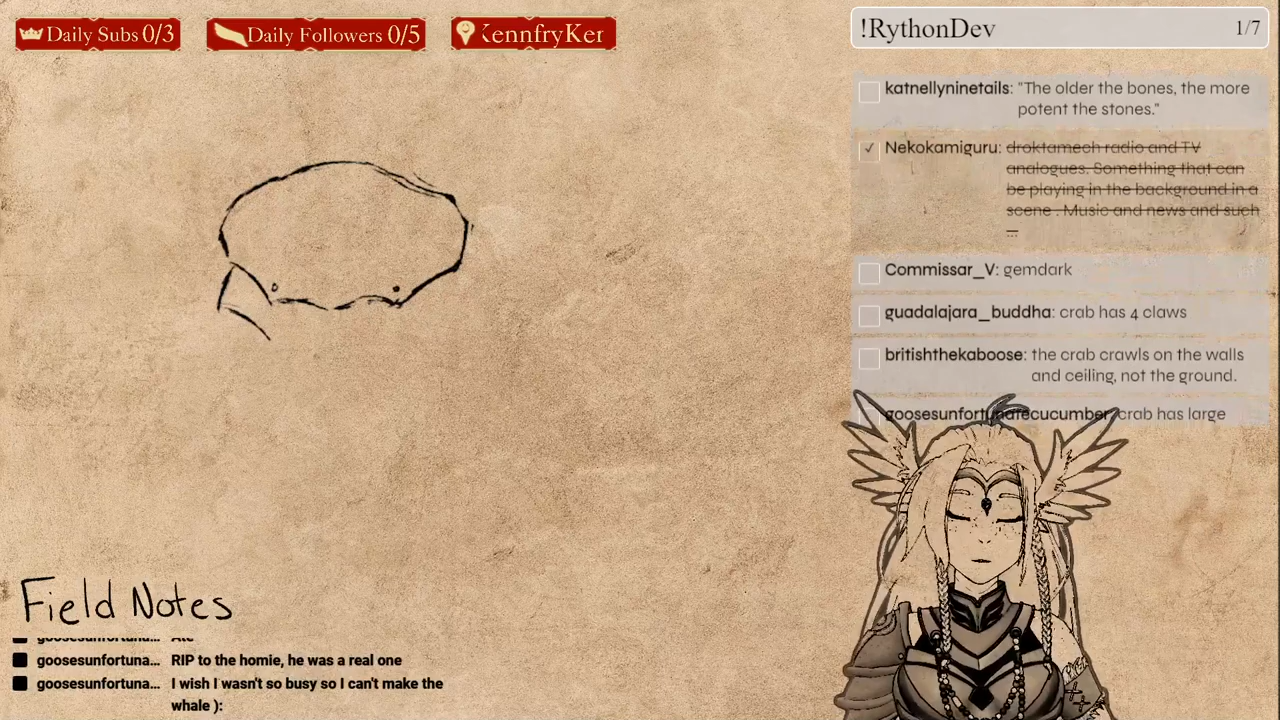 Daily Subs 0/3
Daily Followers 0/5
KennfryKer
!RythonDev 1/7
katnellyninetails: "The older the bones, the more
potent the stones."
✓ Nekokamiguru: droktamech radio and TV
analogues. Something that can
be playing in the background in a
scene . Music and news and such
...
Commissar_V: gemdark
guadalajara_buddha: crab has 4 claws
britishthekaboose: the crab crawls on the walls
and ceiling, not the ground.
goosesunfortunatecucumber: crab has large
Field Notes
goosesunfortuna...
goosesunfortuna... RIP to the homie, he was a real one
goosesunfortuna... I wish I wasn't so busy so I can't make the
whale ):